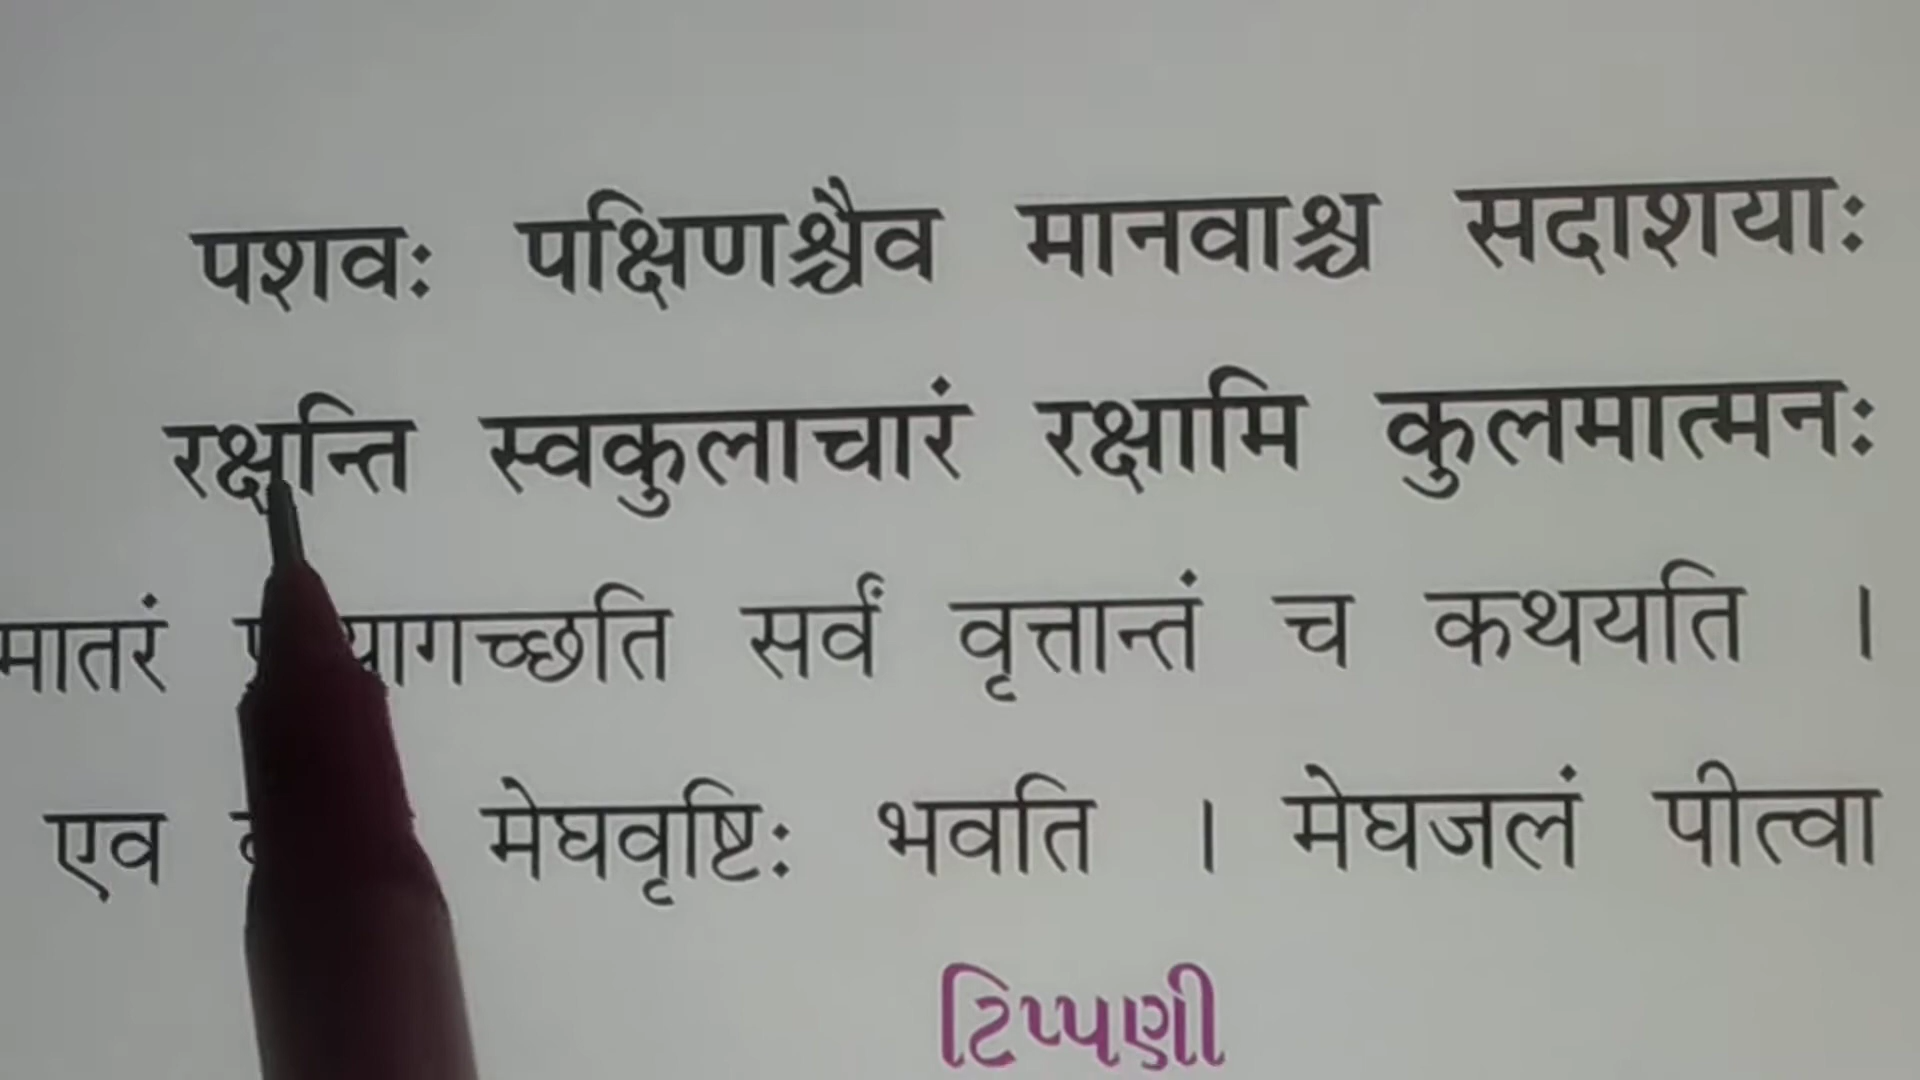 पशवः पक्षिणश्चैव मानवाश्च सदाशयाः
रक्षन्ति स्वकुलाचारं रक्षामि कुलमात्मनः
मातरं सर्वं वृत्तान्तं च कथयति ।
एव मेघवृष्टिः भवति । मेघजलं पीत्वा
ટિપ્પણી